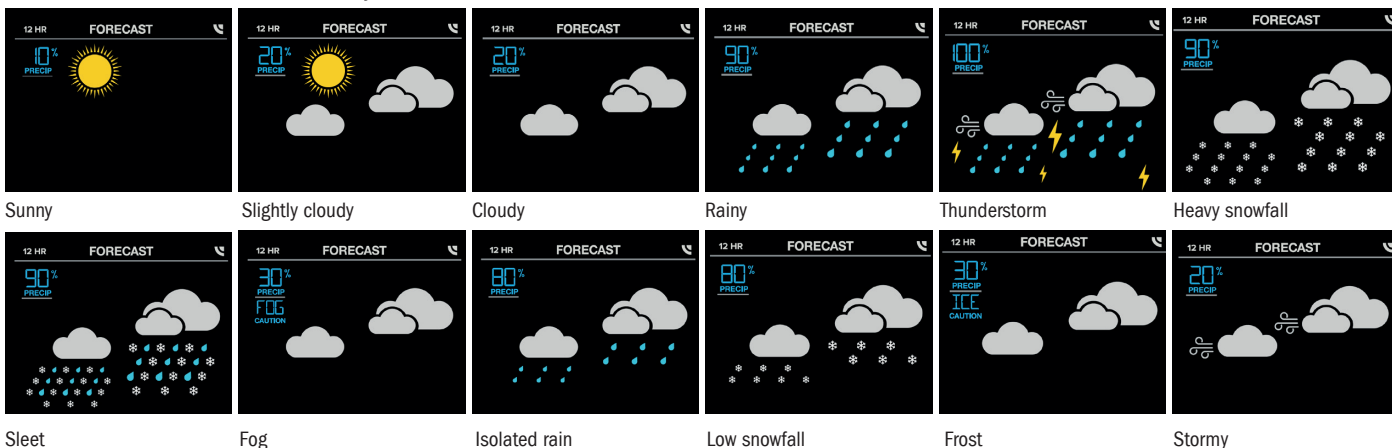 12 HR FORECAST
10%
PRECIP
Sunny
12 HR FORECAST
20%
PRECIP
Slightly cloudy
12 HR FORECAST
20%
PRECIP
Cloudy
12 HR FORECAST
90%
PRECIP
Rainy
12 HR FORECAST
100%
PRECIP
Thunderstorm
12 HR FORECAST
90%
PRECIP
Heavy snowfall
12 HR FORECAST
90%
PRECIP
Sleet
12 HR FORECAST
30%
PRECIP
FOG
CAUTION
Fog
12 HR FORECAST
80%
PRECIP
Isolated rain
12 HR FORECAST
80%
PRECIP
Low snowfall
12 HR FORECAST
30%
PRECIP
ICE
CAUTION
Frost
12 HR FORECAST
20%
PRECIP
Stormy